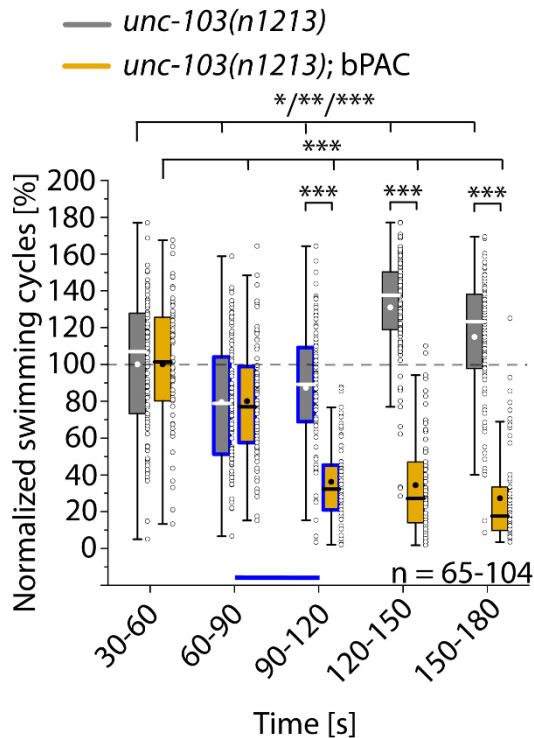 unc-103(n1213)
unc-103(n1213); bPAC
*/**/***
***
*** *** ***
Normalized swimming cycles [%]
200
180
160
140
120
100
80
60
40
20
0
n = 65-104
30-60 60-90 90-120 120-150 150-180
Time [s]